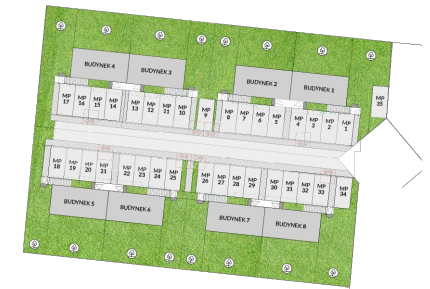 BUDYNEK 4
BUDYNEK 3
BUDYNEK 2
BUDYNEK 1
MP 17
MP 16
MP 15
MP 14
MP 13
MP 12
MP 11
MP 10
MP 9
MP 8
MP 7
MP 6
MP 5
MP 4
MP 3
MP 2
MP 1
MP 35
MP 18
MP 19
MP 20
MP 21
MP 22
MP 23
MP 24
MP 25
MP 26
MP 27
MP 28
MP 29
MP 30
MP 31
MP 32
MP 33
MP 34
BUDYNEK 5
BUDYNEK 6
BUDYNEK 7
BUDYNEK 8